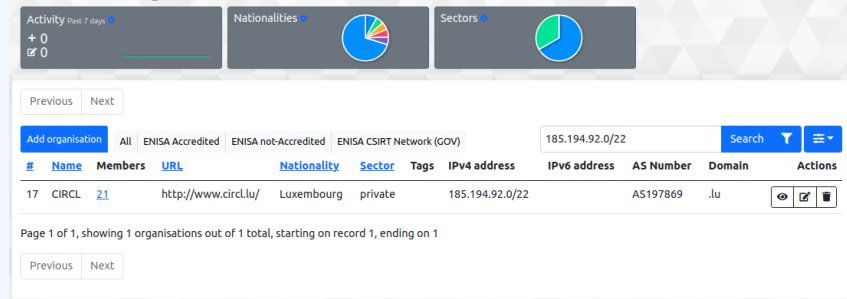 Activity Past 7 days
+ 0
0
Nationalities
Sectors
Previous Next
Add organisation All ENISA Accredited ENISA not-Accredited ENISA CSIRT Network (GOV) 185.194.92.0/22 Search
# Name Members URL Nationality Sector Tags IPv4 address IPv6 address AS Number Domain Actions
17 CIRCL 21 http://www.circl.lu/ Luxembourg private 185.194.92.0/22 AS197869 .lu
Page 1 of 1, showing 1 organisations out of 1 total, starting on record 1, ending on 1
Previous Next